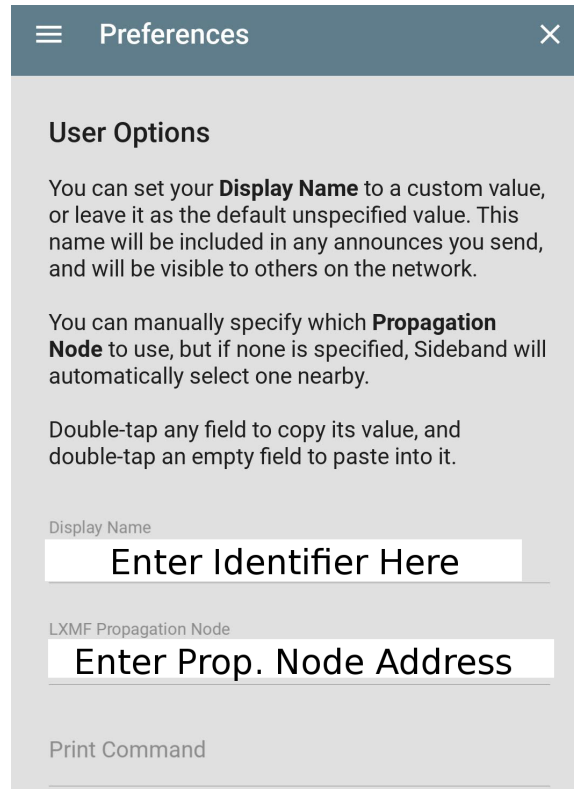 Preferences
User Options
You can set your Display Name to a custom value,
or leave it as the default unspecified value. This
name will be included in any announces you send,
and will be visible to others on the network.
You can manually specify which Propagation
Node to use, but if none is specified, Sideband will
automatically select one nearby.
Double-tap any field to copy its value, and
double-tap an empty field to paste into it.
Display Name
Enter Identifier Here
LXMF Propagation Node
Enter Prop. Node Address
Print Command